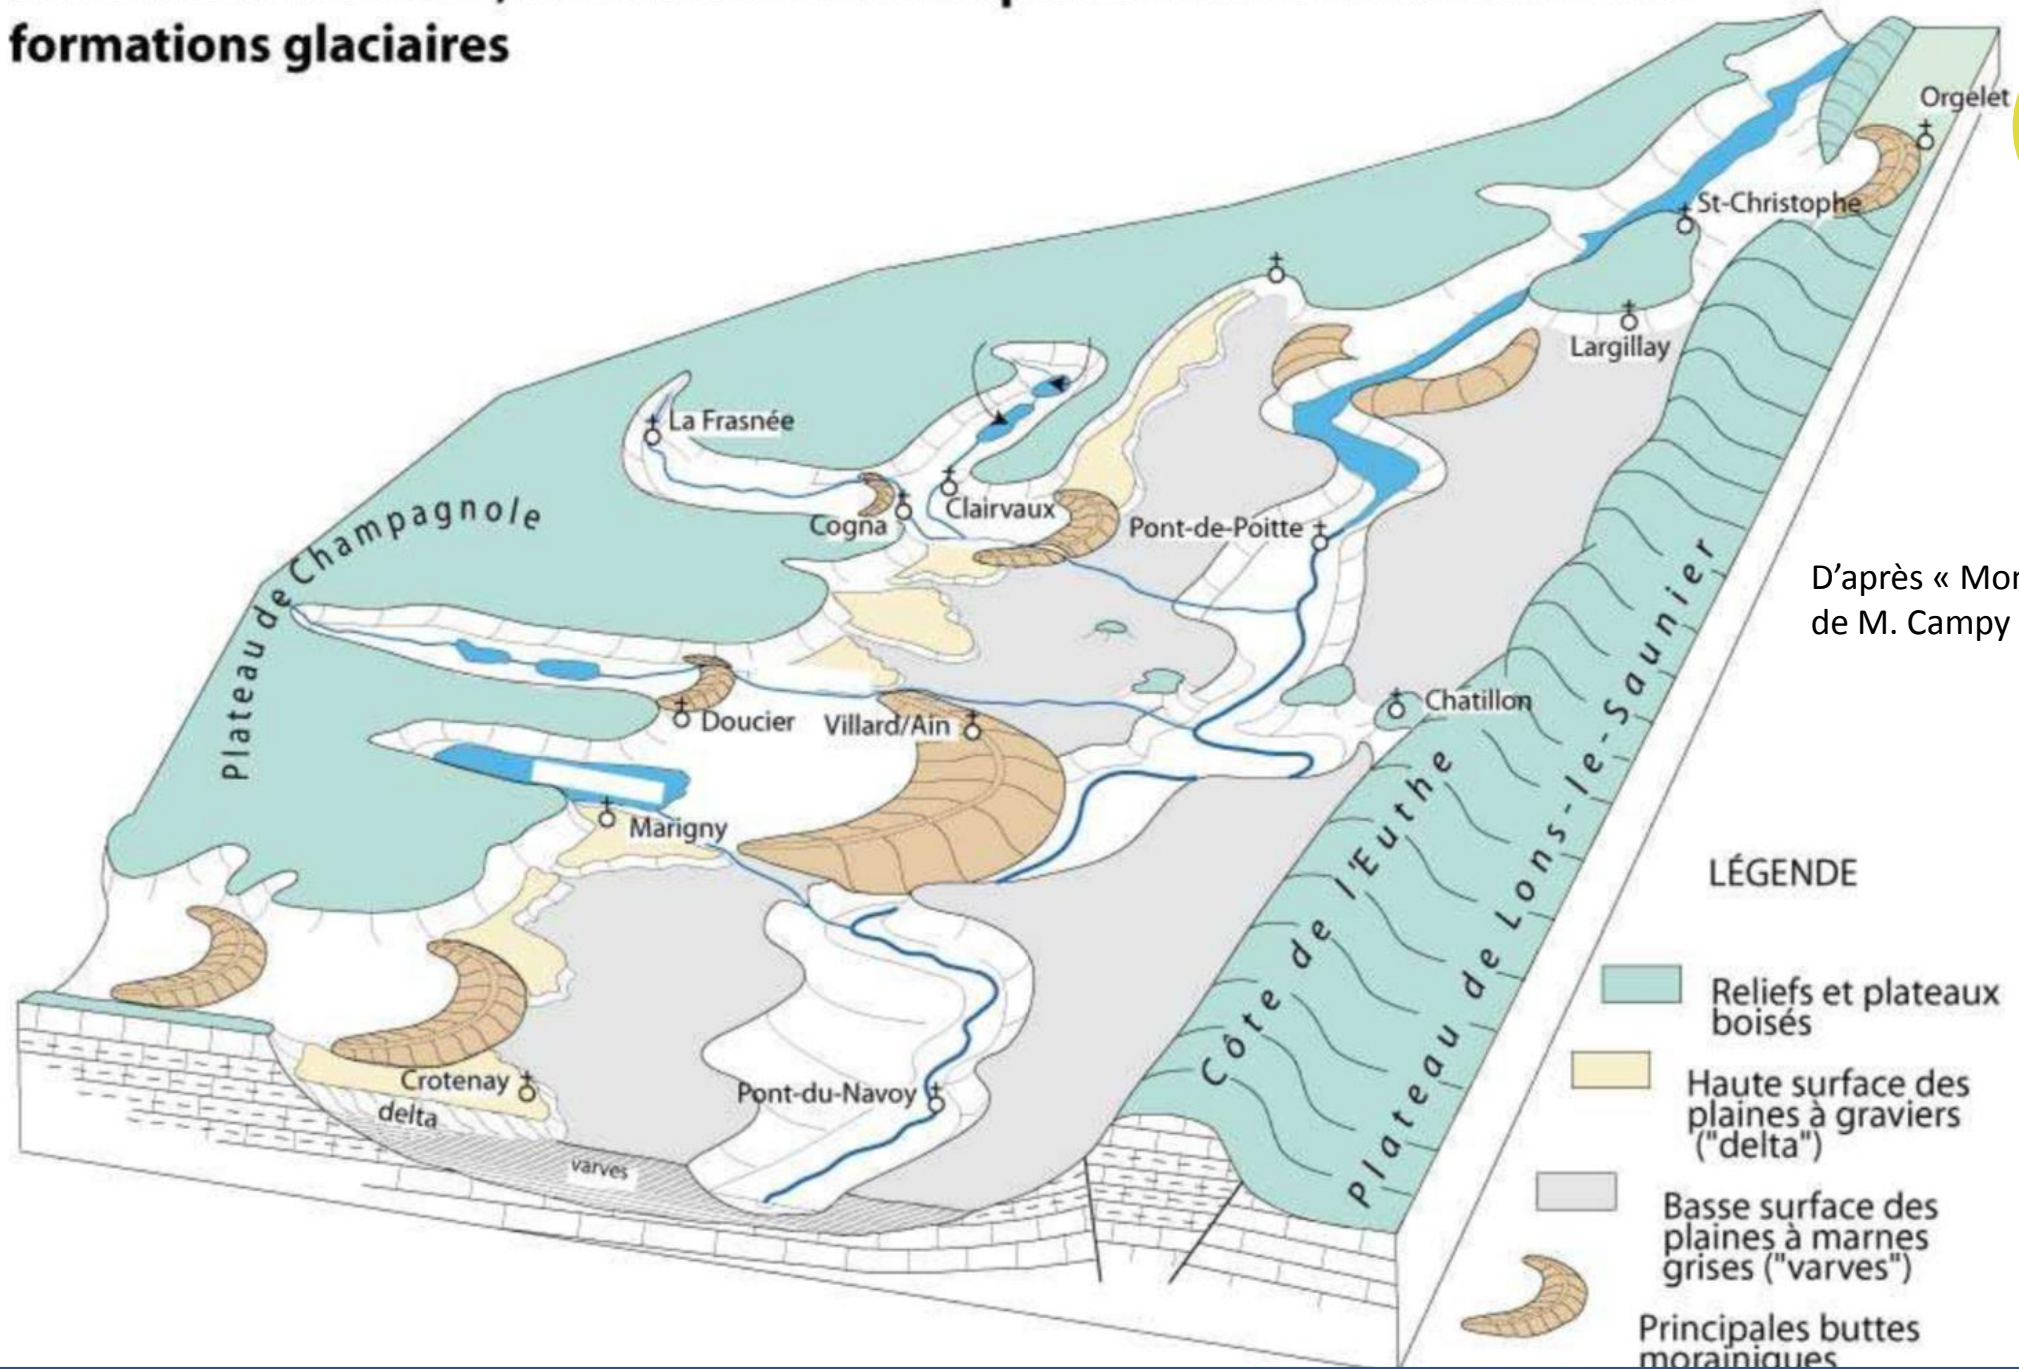 formations glaciaires
Orgelet
St-Christophe
Largillay
La Frasnée
Clairvaux
Cogna
Pont-de-Poitte
Plateau de Champagnole
D'après « Mor
de M. Campy
Chatillon
Doucier
Villard/Ain
Marigny
Côte de l'Euthe
Plateau de Lons-le-Saunier
Crotenay
delta
Pont-du-Navoy
varves
LÉGENDE
Reliefs et plateaux
boisés
Haute surface des
plaines à graviers
("delta")
Basse surface des
plaines à marnes
grises ("varves")
Principales buttes
morainiques